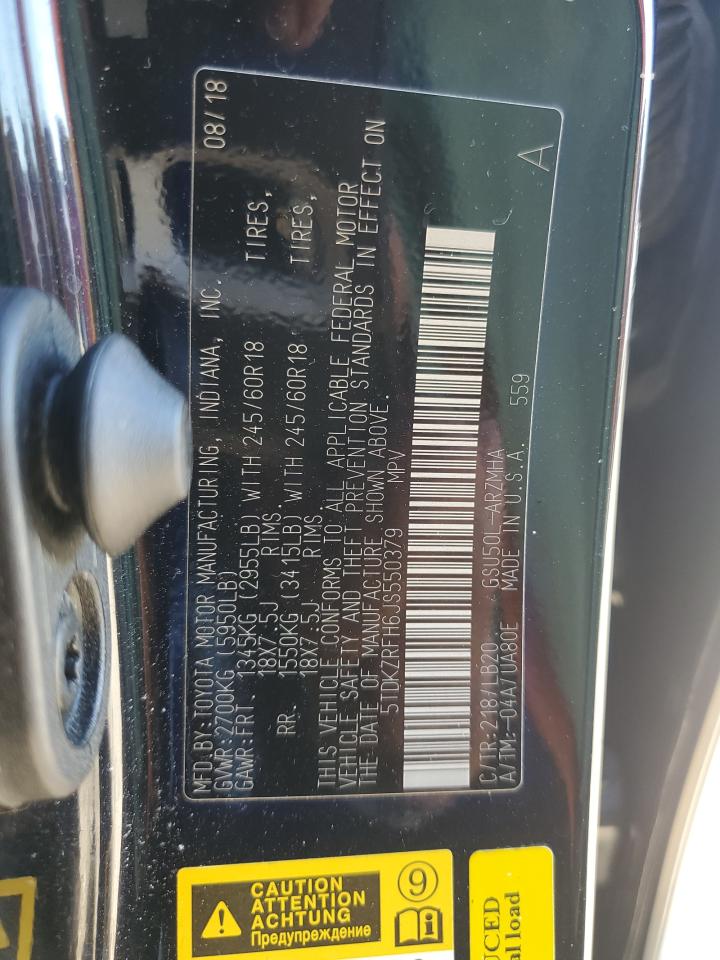 MFD.BY:TOYOTA MOTOR MANUFACTURING, INDIANA, INC. 08/18
GVWR:2700KG (5950LB)
GAWR:FRT. 1345KG (2955LB) WITH 245/60R18 TIRES,
18X7.5J RIMS,
RR. 1550KG (3415LB) WITH 245/60R18 TIRES,
18X7.5J RIMS.
THIS VEHICLE CONFORMS TO ALL APPLICABLE FEDERAL MOTOR
VEHICLE SAFETY AND THEFT PREVENTION STANDARDS IN EFFECT ON
THE DATE OF MANUFACTURE SHOWN ABOVE.
5TDKZRFH6JS550379 MPV
C/TR:218/LB20 GSU50L-ARZMHA
A/TM:-04A/UA80E MADE IN U.S.A. 559
A
CAUTION
ATTENTION
ACHTUNG
Предупреждение
9
UCED
al load